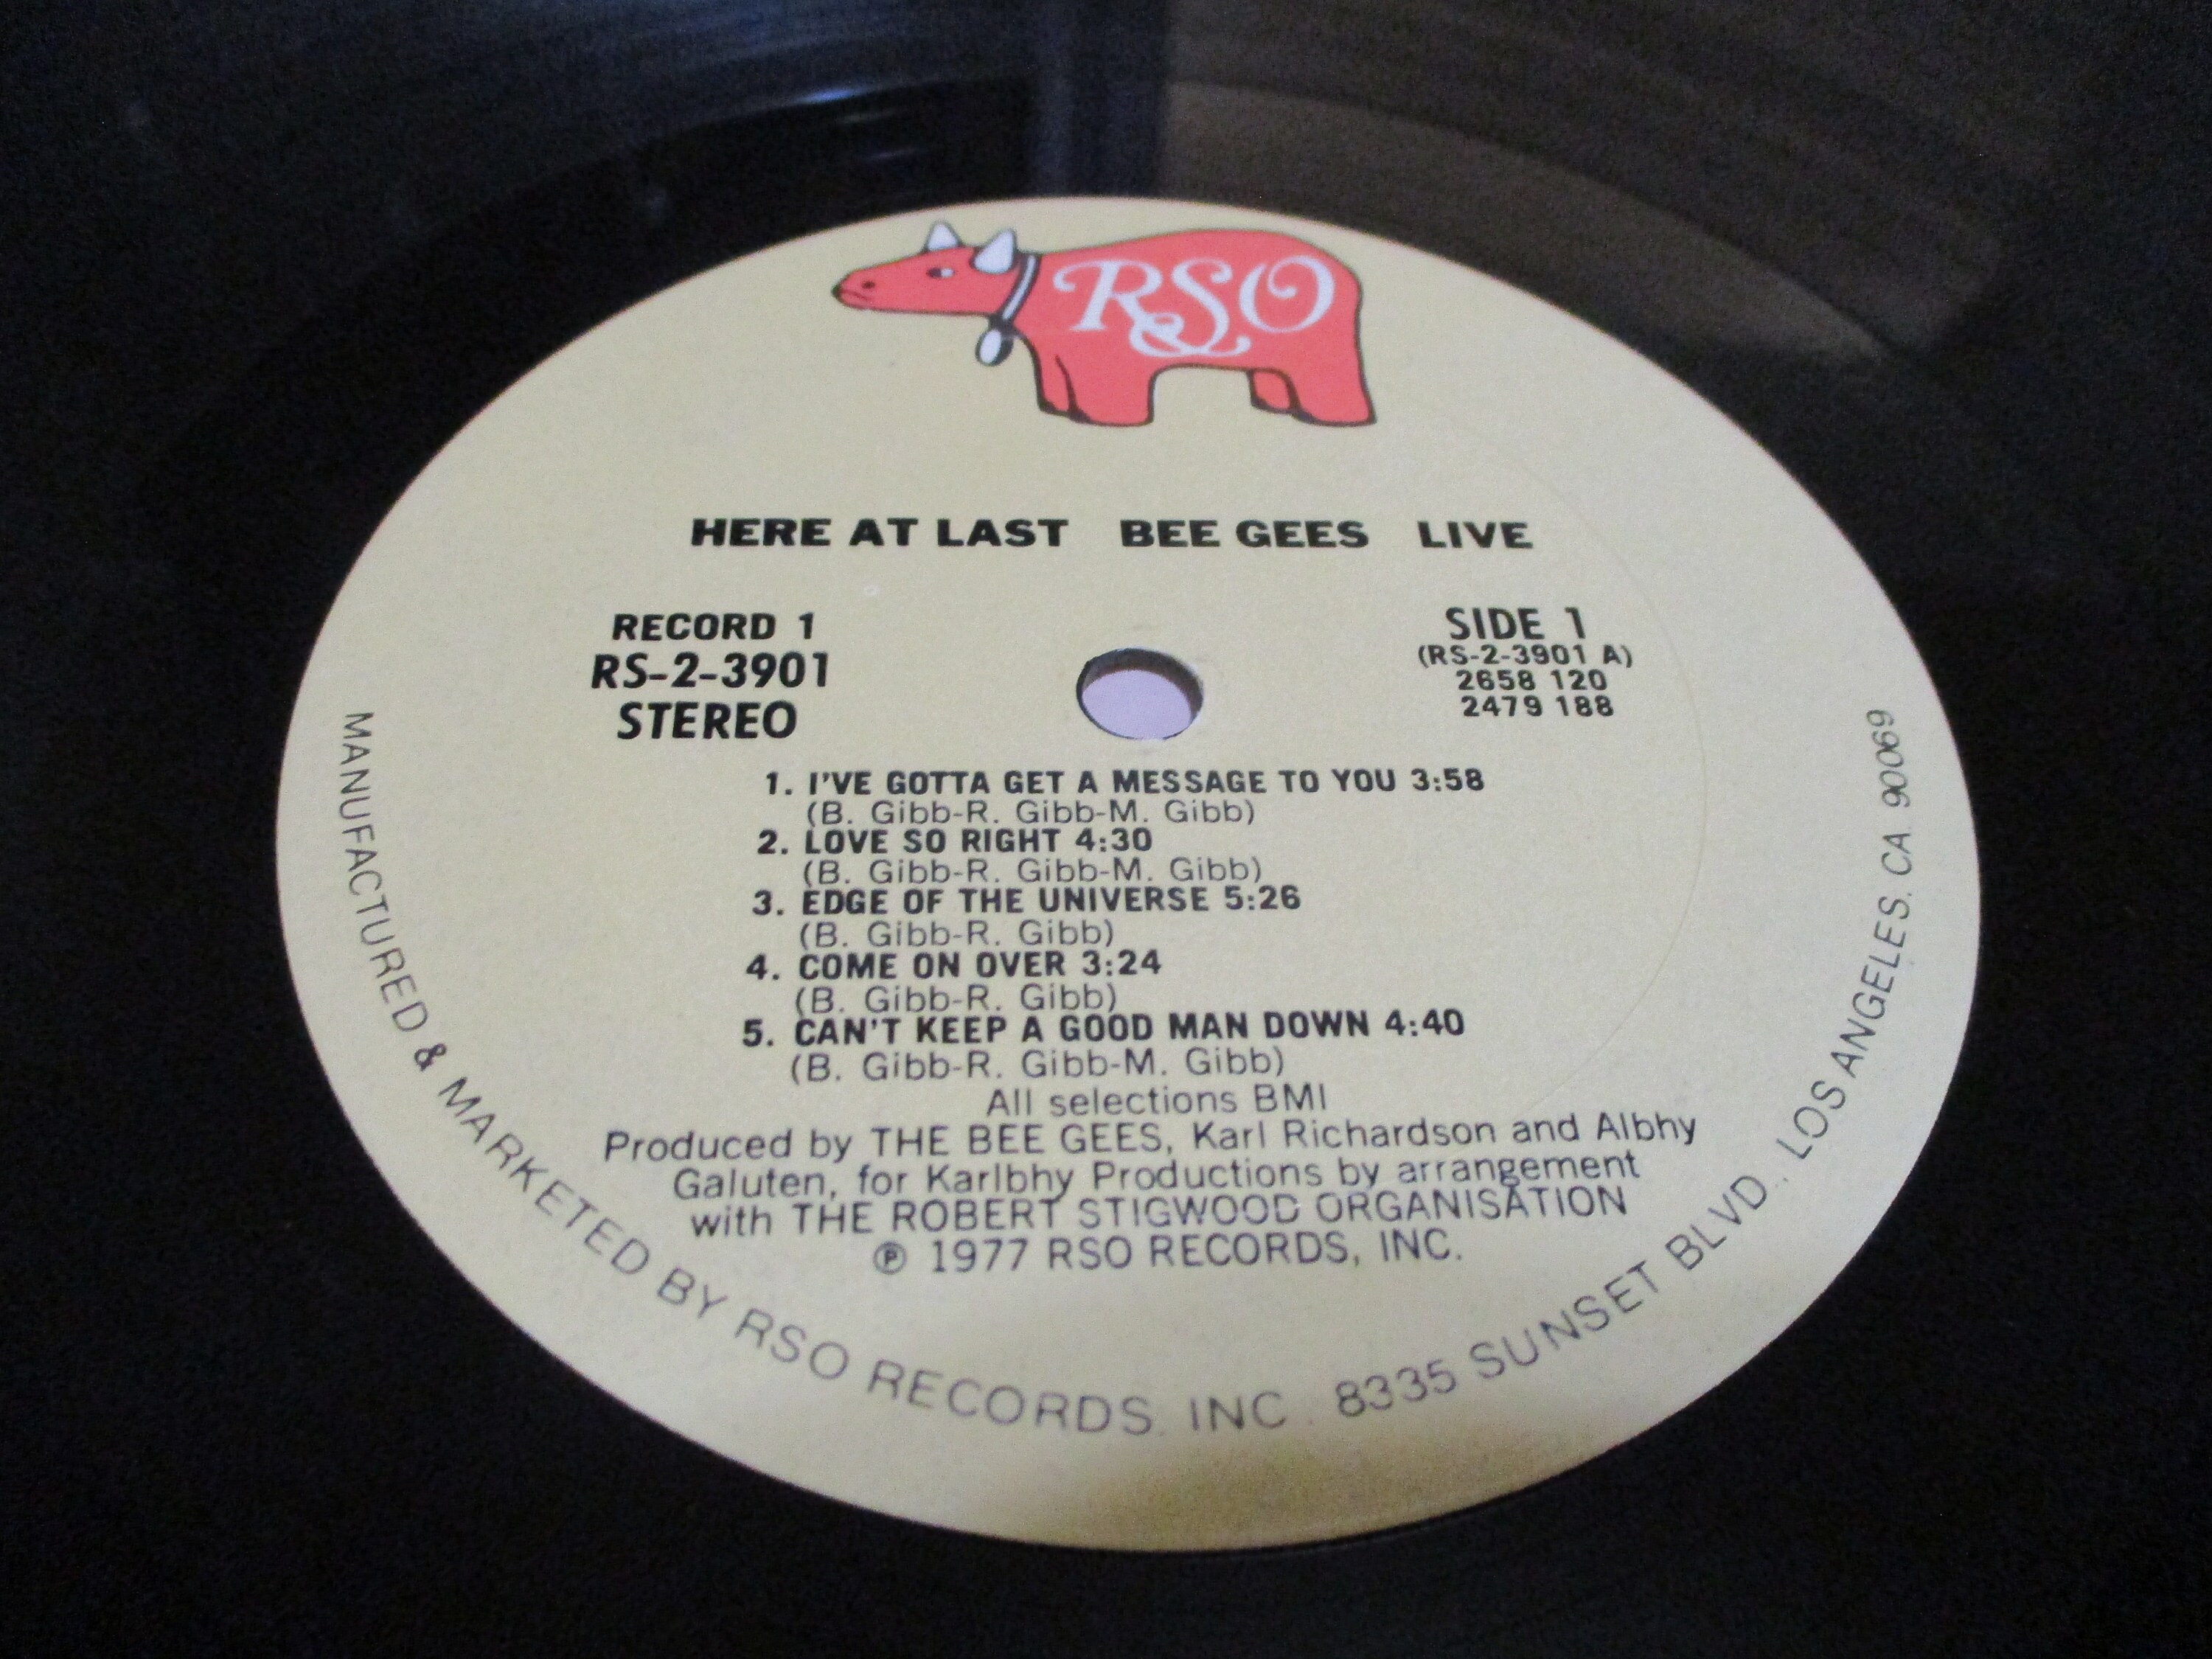 RSO
HERE AT LAST BEE GEES LIVE
RECORD 1
RS-2-3901
STEREO
SIDE 1
(RS-2-3901 A)
2658 120
2479 188
1. I'VE GOTTA GET A MESSAGE TO YOU 3:58
(B. Gibb-R. Gibb-M. Gibb)
2. LOVE SO RIGHT 4:30
(B. Gibb-R. Gibb-M. Gibb)
3. EDGE OF THE UNIVERSE 5:26
(B. Gibb-R. Gibb)
4. COME ON OVER 3:24
(B. Gibb-R. Gibb)
5. CAN'T KEEP A GOOD MAN DOWN 4:40
(B. Gibb-R. Gibb-M. Gibb)
All selections BMI
Produced by THE BEE GEES, Karl Richardson and Albhy
Galuten, for Karlbhy Productions by arrangement
with THE ROBERT STIGWOOD ORGANISATION
℗ 1977 RSO RECORDS, INC.
MANUFACTURED & MARKETED BY RSO RECORDS, INC. 8335 SUNSET BLVD., LOS ANGELES, CA. 90069